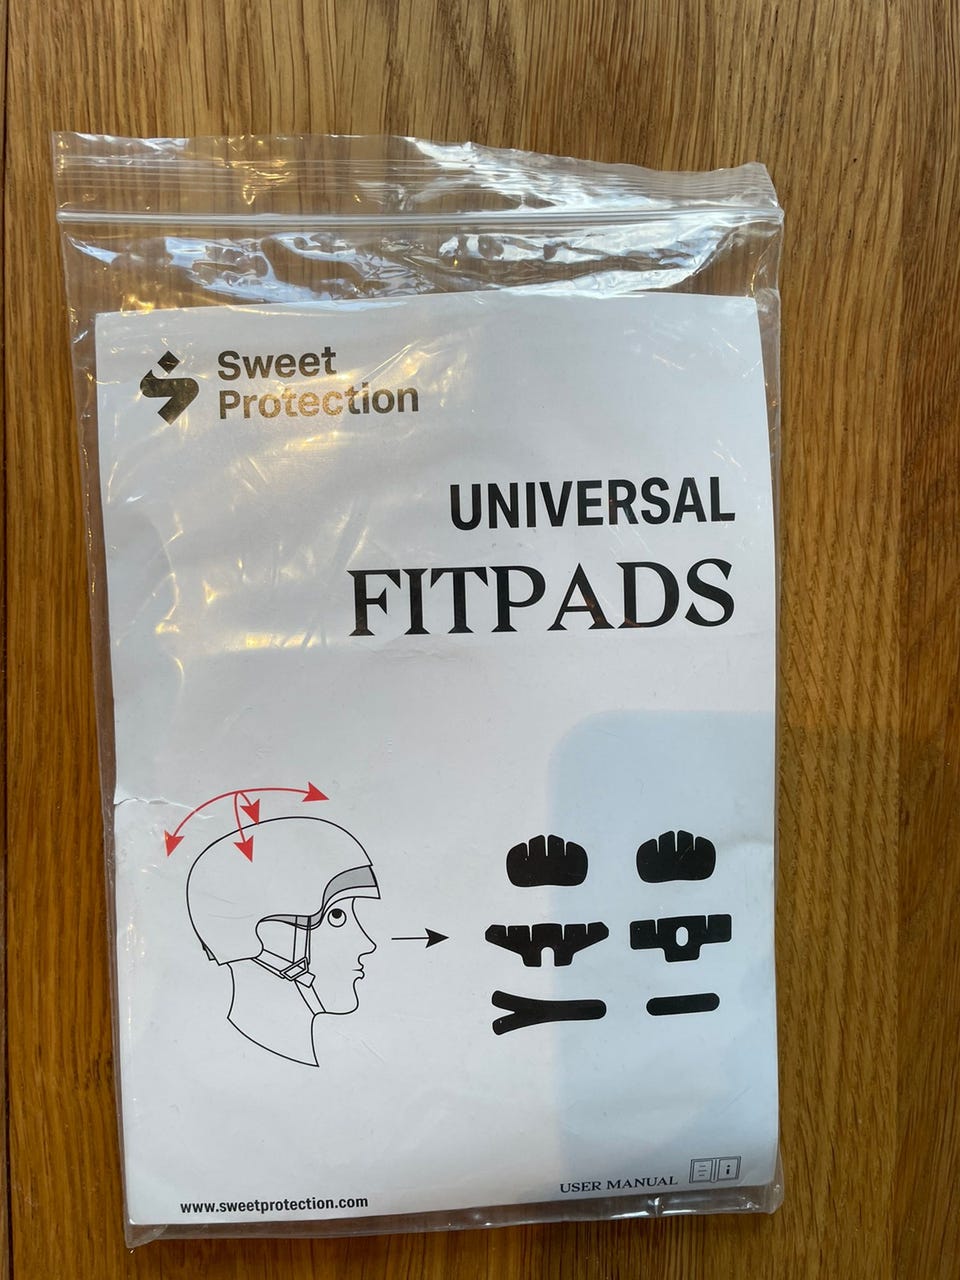 Sweet
Protection
UNIVERSAL
FITPADS
www.sweetprotection.com
USER MANUAL
i